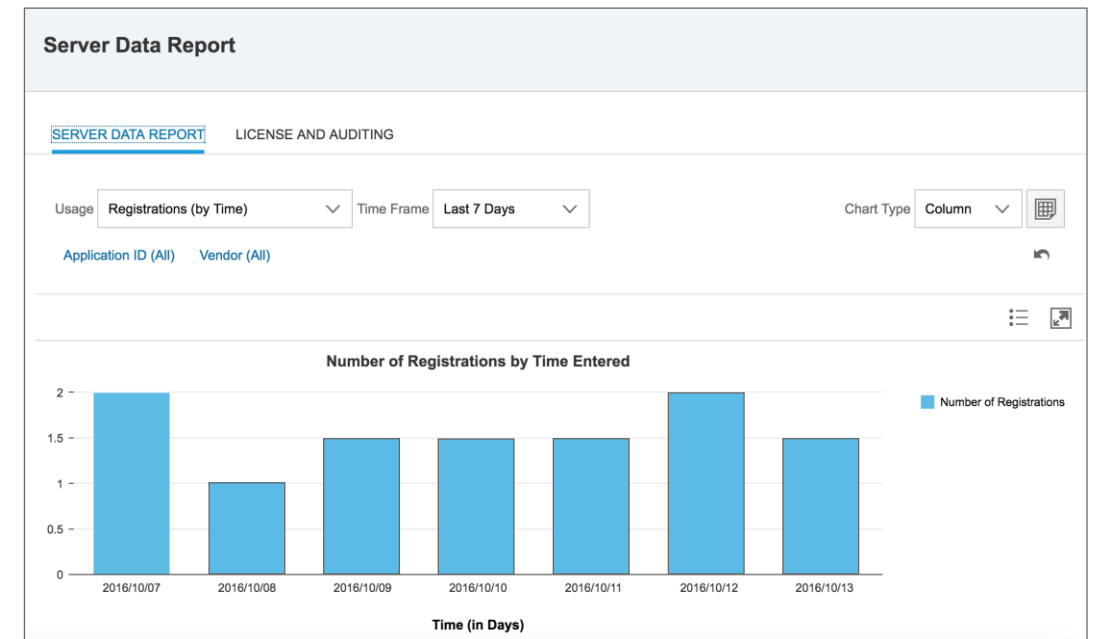 Server Data Report
SERVER DATA REPORT LICENSE AND AUDITING
Usage Registrations (by Time) Time Frame Last 7 Days Chart Type Column
Application ID (All) Vendor (All)
Number of Registrations by Time Entered
2
1.5
1
0.5
0
Number of Registrations
2016/10/07 2016/10/08 2016/10/09 2016/10/10 2016/10/11 2016/10/12 2016/10/13
Time (in Days)